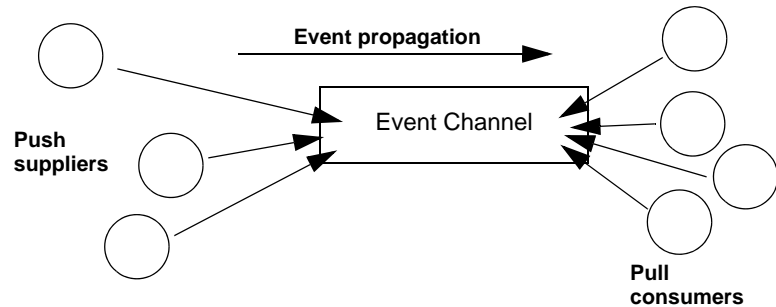 Event propagation
Event Channel
Push
suppliers
Pull
consumers